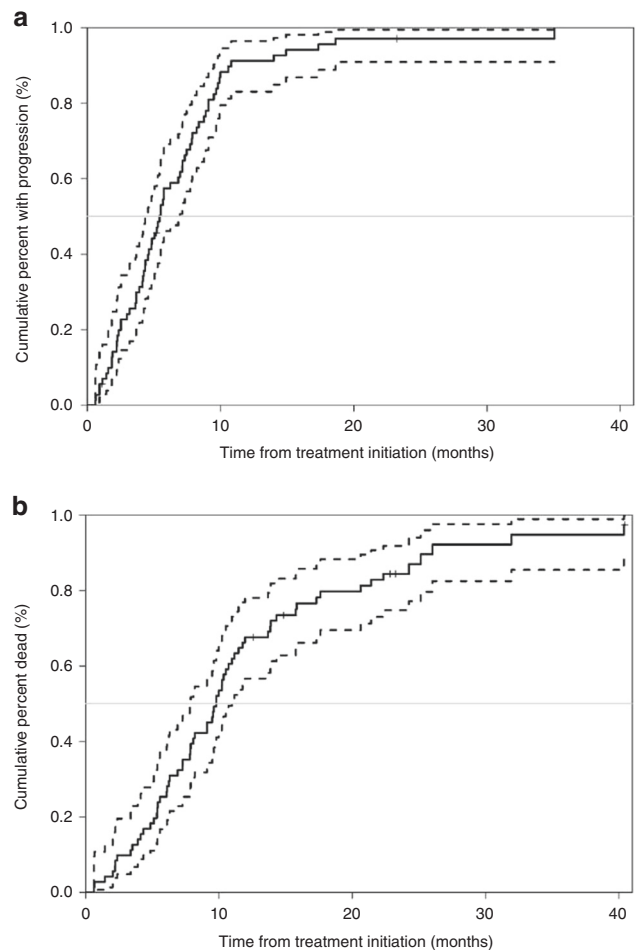 a
1.0
0.8
0.6
0.4
0.2
0.0
Cumulative percent with progression (%)
0 10 20 30 40
Time from treatment initiation (months)
b
1.0
0.8
0.6
0.4
0.2
0.0
Cumulative percent dead (%)
0 10 20 30 40
Time from treatment initiation (months)